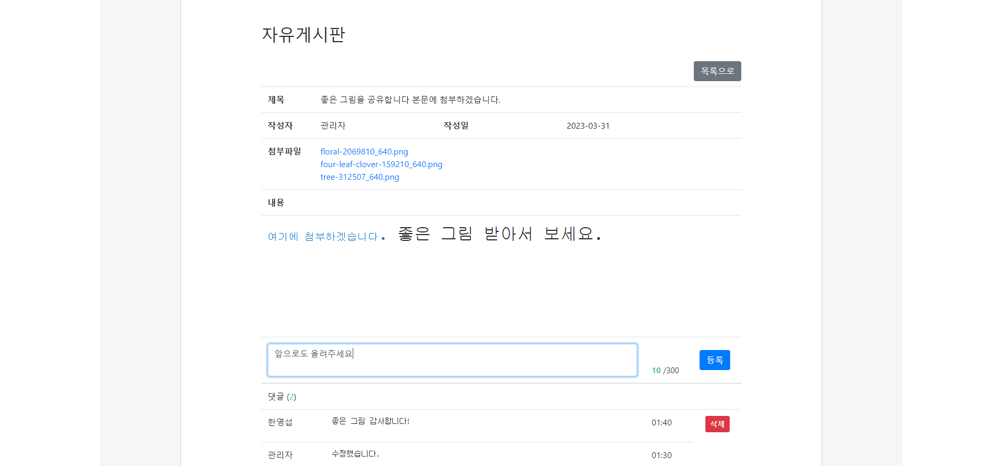 자유게시판
목록으로
제목 좋은 그림을 공유합니다 본문에 첨부하겠습니다.
작성자 관리자 작성일 2023-03-31
첨부파일 floral-2069810_640.png
four-leaf-clover-159210_640.png
tree-312507_640.png
내용
여기에 첨부하겠습니다. 좋은 그림 받아서 보세요.
앞으로도 올려주세요
10 /300 등록
댓글 (2)
한영섭 좋은 그림 감사합니다! 01:40 삭제
관리자 수정했습니다. 01:30